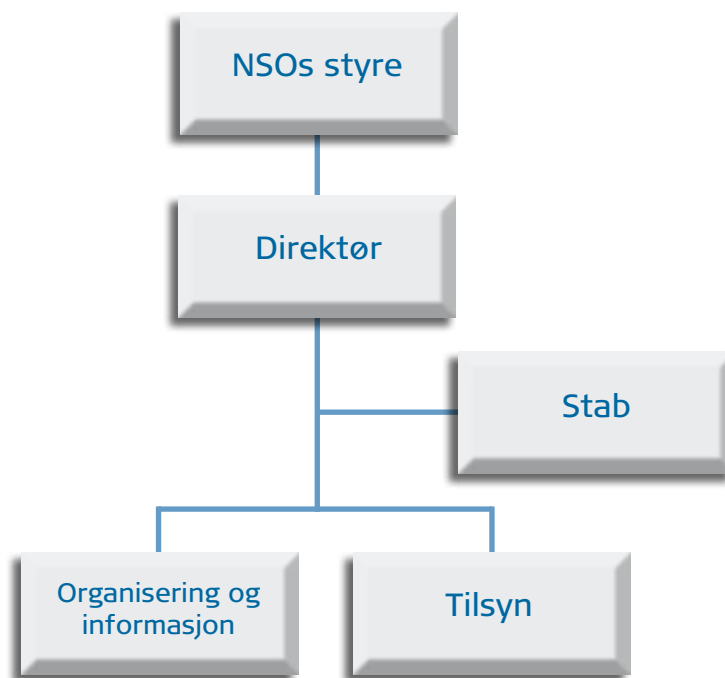 NSOs styre
Direktør
Stab
Organisering og
informasjon
Tilsyn